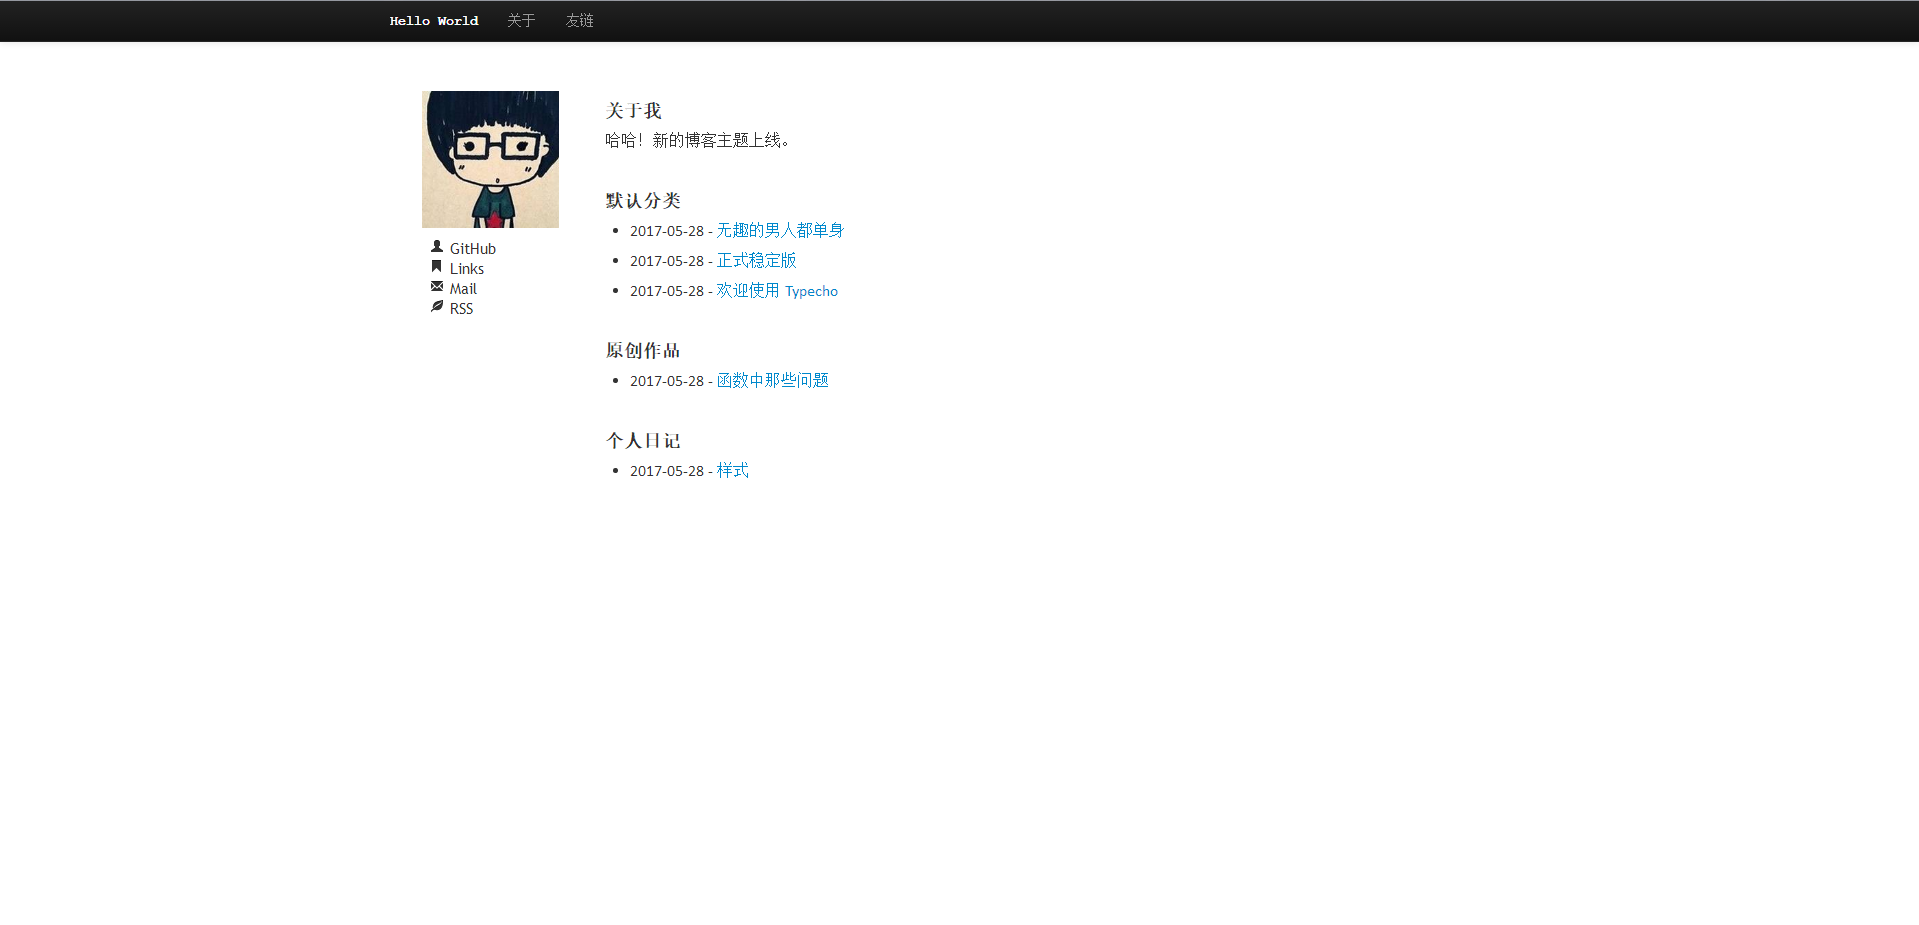 Hello World 关于 友链
GitHub
Links
Mail
RSS
关于我
哈哈！新的博客主题上线。
默认分类
2017-05-28 - 无趣的男人都单身
2017-05-28 - 正式稳定版
2017-05-28 - 欢迎使用 Typecho
原创作品
2017-05-28 - 函数中那些问题
个人日记
2017-05-28 - 样式